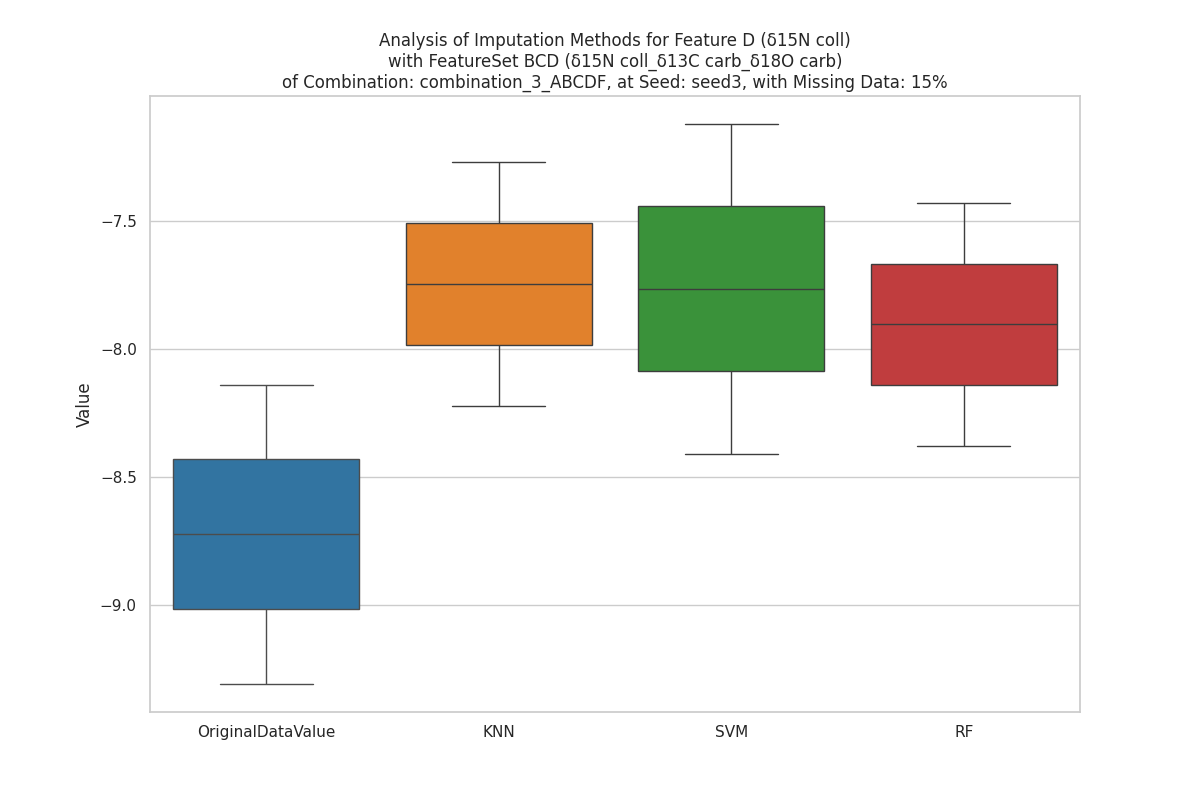 Analysis of Imputation Methods for Feature D (δ15N coll)
with FeatureSet BCD (δ15N coll_δ13C carb_δ18O carb)
of Combination: combination_3_ABCDF, at Seed: seed3, with Missing Data: 15%
−7.5
−8.0
−8.5
−9.0
Value
OriginalDataValue
KNN
SVM
RF